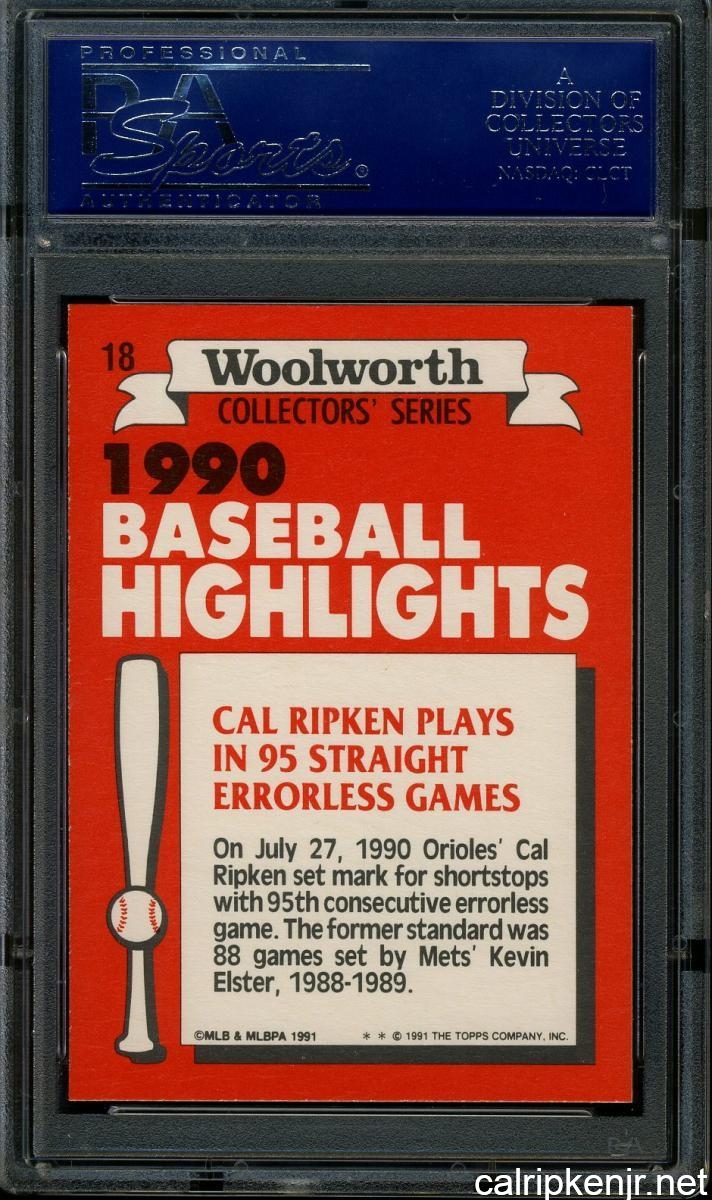 PROFESSIONAL
PSA
Sports®
AUTHENTICATOR
A
DIVISION OF
COLLECTORS
UNIVERSE
NASDAQ: CLCT
18
Woolworth
COLLECTORS' SERIES
1990
BASEBALL
HIGHLIGHTS
CAL RIPKEN PLAYS
IN 95 STRAIGHT
ERRORLESS GAMES
On July 27, 1990 Orioles' Cal
Ripken set mark for shortstops
with 95th consecutive errorless
game. The former standard was
88 games set by Mets' Kevin
Elster, 1988-1989.
©MLB & MLBPA 1991 * * © 1991 THE TOPPS COMPANY, INC.
PSA
calripkenjr.net